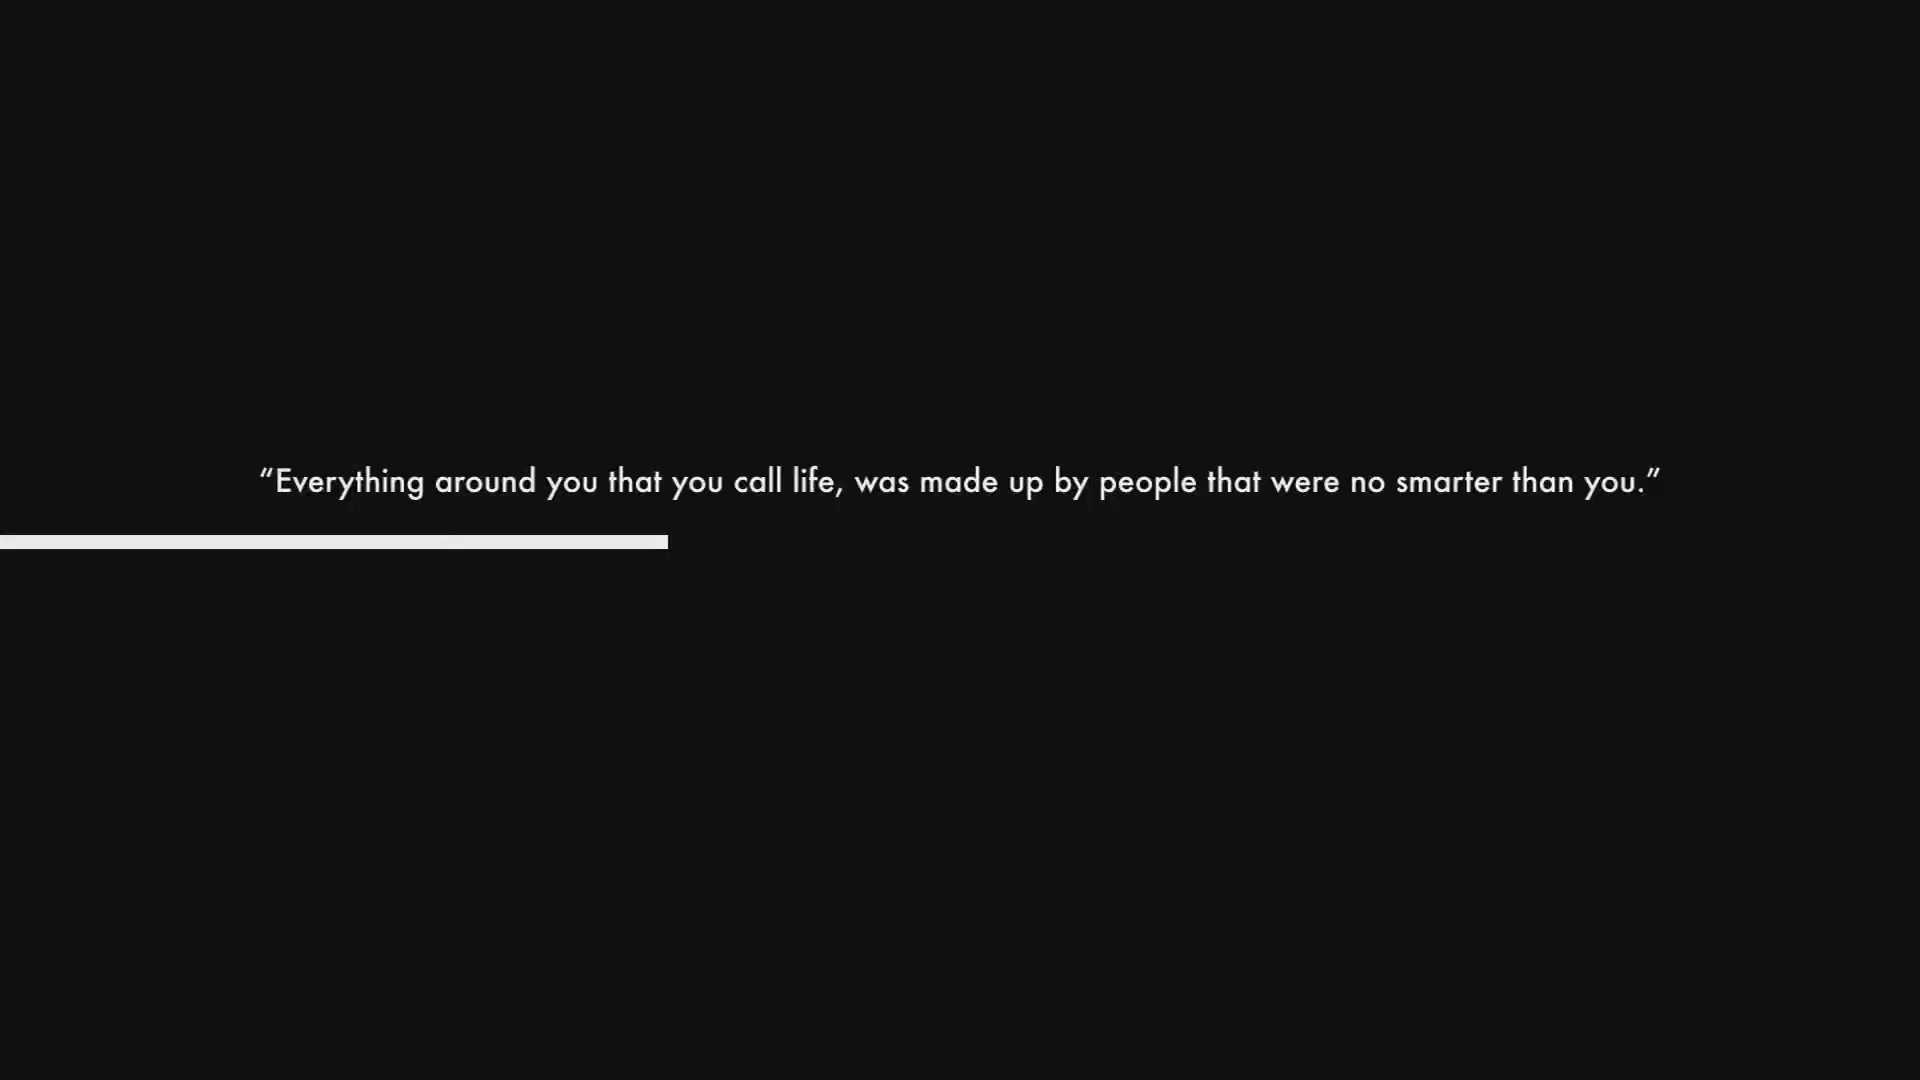 “Everything around you that you call life, was made up by people that were no smarter than you.”